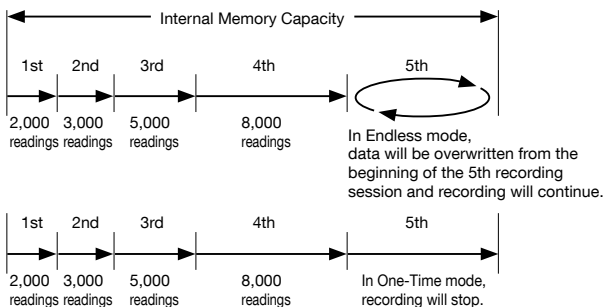 Internal Memory Capacity
1st 2nd 3rd 4th 5th
2,000 3,000 5,000 8,000
readings readings readings readings
In Endless mode,
data will be overwritten from the
beginning of the 5th recording
session and recording will continue.
1st 2nd 3rd 4th 5th
2,000 3,000 5,000 8,000 In One-Time mode,
readings readings readings readings recording will stop.